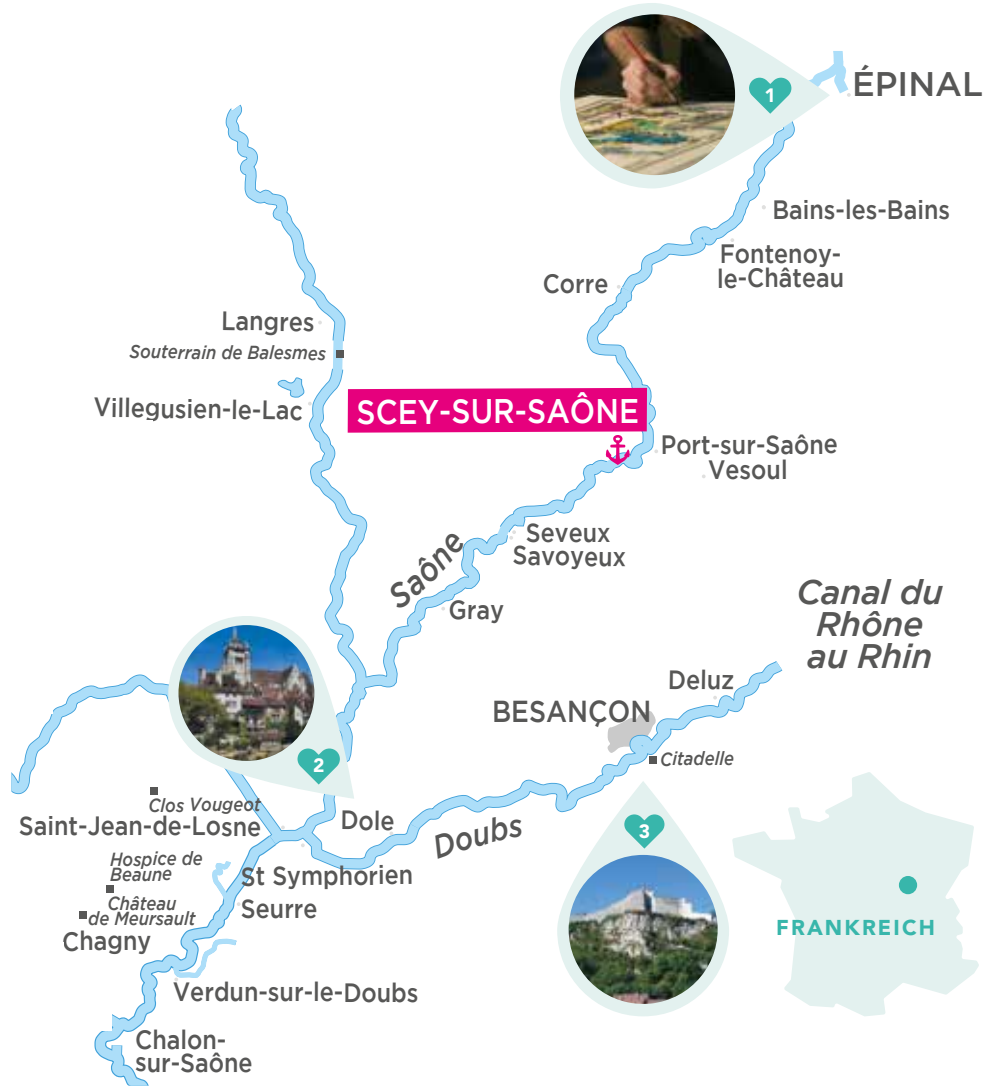 1
ÉPINAL
Bains-les-Bains
Fontenoy-
le-Château
Corre
Langres
Souterrain de Balesmes
Villegusien-le-Lac
SCEY-SUR-SAÔNE
Port-sur-Saône
Vesoul
Seveux
Savoyeux
Saône
Gray
Canal du
Rhône
au Rhin
Deluz
BESANÇON
Citadelle
2
Clos Vougeot
Saint-Jean-de-Losne
Dole
Doubs
3
Hospice de
Beaune
St Symphorien
Château
de Meursault
Seurre
Chagny
FRANKREICH
Verdun-sur-le-Doubs
Chalon-
sur-Saône